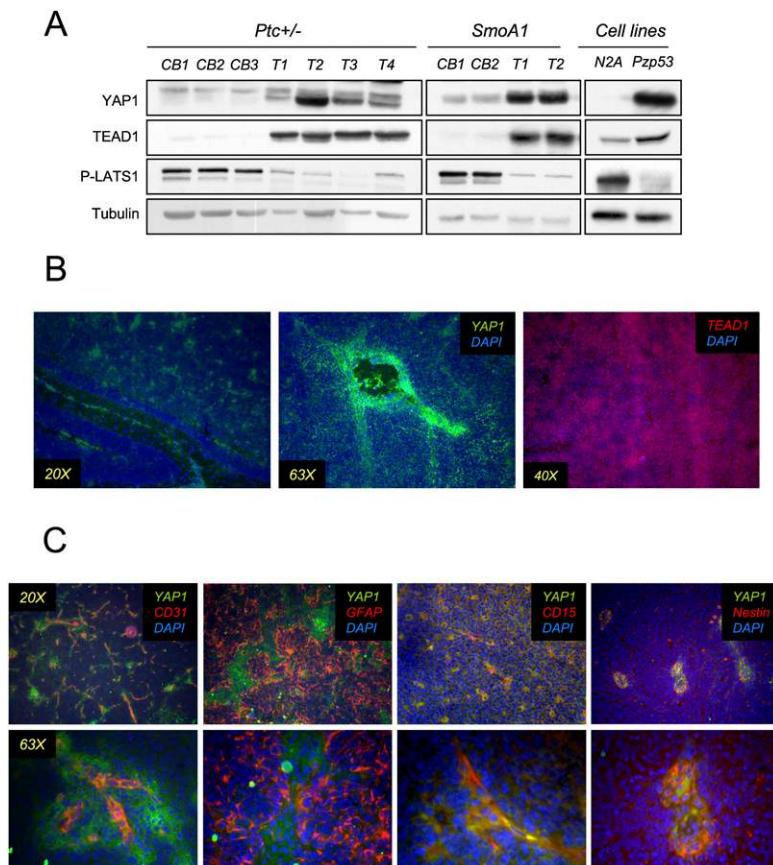 A
Ptc+/- SmoA1 Cell lines
CB1 CB2 CB3 T1 T2 T3 T4 CB1 CB2 T1 T2 N2A Pzp53
YAP1
TEAD1
P-LATS1
Tubulin
B
YAP1 TEAD1
DAPI DAPI
20X 63X 40X
C
20X YAP1 YAP1 YAP1 YAP1
CD31 GFAP CD15 Nestin
DAPI DAPI DAPI DAPI
63X